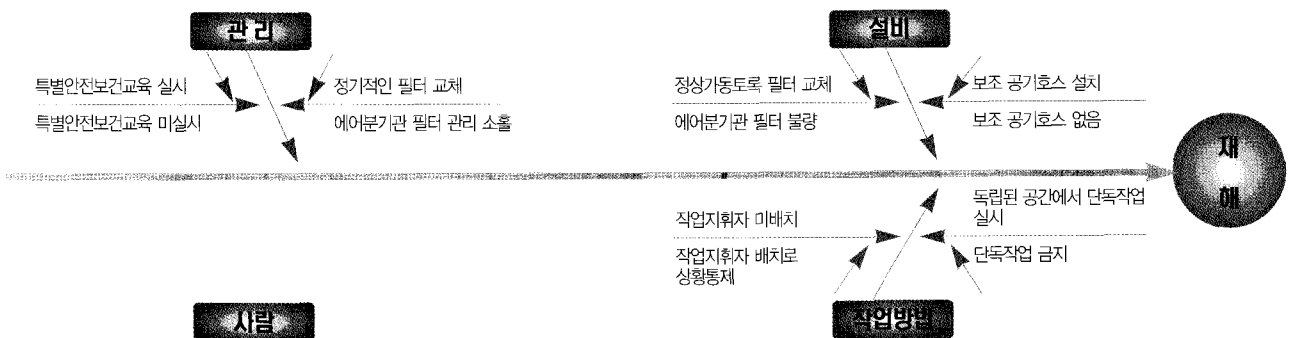 관 리
특별안전보건교육 실시
정기적인 필터 교체
특별안전보건교육 미실시
에어분기관 필터 관리 소홀
설비
정상가동토록 필터 교체
보조 공기호스 설치
에어분기관 필터 불량
보조 공기호스 없음
재
해
작업지휘자 미배치
독립된 공간에서 단독작업
실시
작업지휘자 배치로
상황통제
단독작업 금지
사람
작업방법